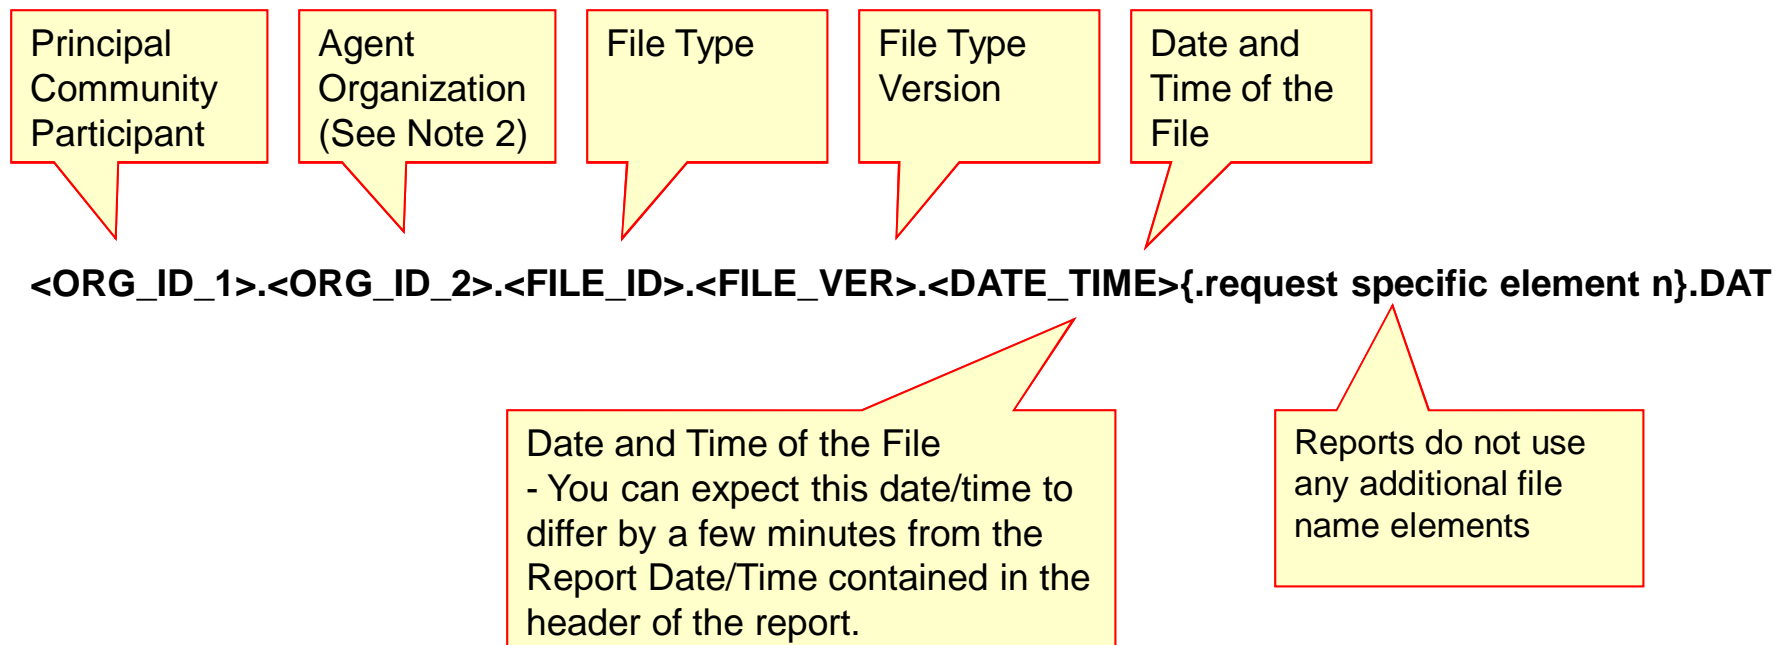 Principal
Community
Participant
Agent
Organization
(See Note 2)
File Type
File Type
Version
Date and
Time of the
File
<ORG_ID_1>.<ORG_ID_2>.<FILE_ID>.<FILE_VER>.<DATE_TIME>{.request specific element n}.DAT
Date and Time of the File
- You can expect this date/time to
differ by a few minutes from the
Report Date/Time contained in the
header of the report.
Reports do not use
any additional file
name elements